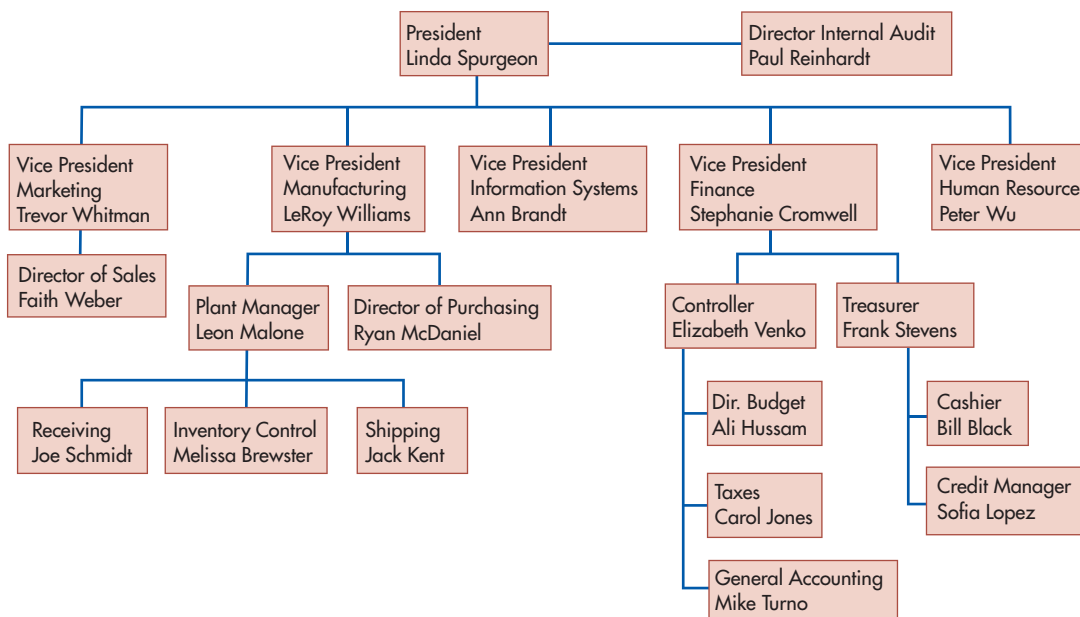 President
Linda Spurgeon
Director Internal Audit
Paul Reinhardt
Vice President
Marketing
Trevor Whitman
Vice President
Manufacturing
LeRoy Williams
Vice President
Information Systems
Ann Brandt
Vice President
Finance
Stephanie Cromwell
Vice President
Human Resource
Peter Wu
Director of Sales
Faith Weber
Plant Manager
Leon Malone
Director of Purchasing
Ryan McDaniel
Controller
Elizabeth Venko
Treasurer
Frank Stevens
Receiving
Joe Schmidt
Inventory Control
Melissa Brewster
Shipping
Jack Kent
Dir. Budget
Ali Hussam
Cashier
Bill Black
Taxes
Carol Jones
Credit Manager
Sofia Lopez
General Accounting
Mike Turno